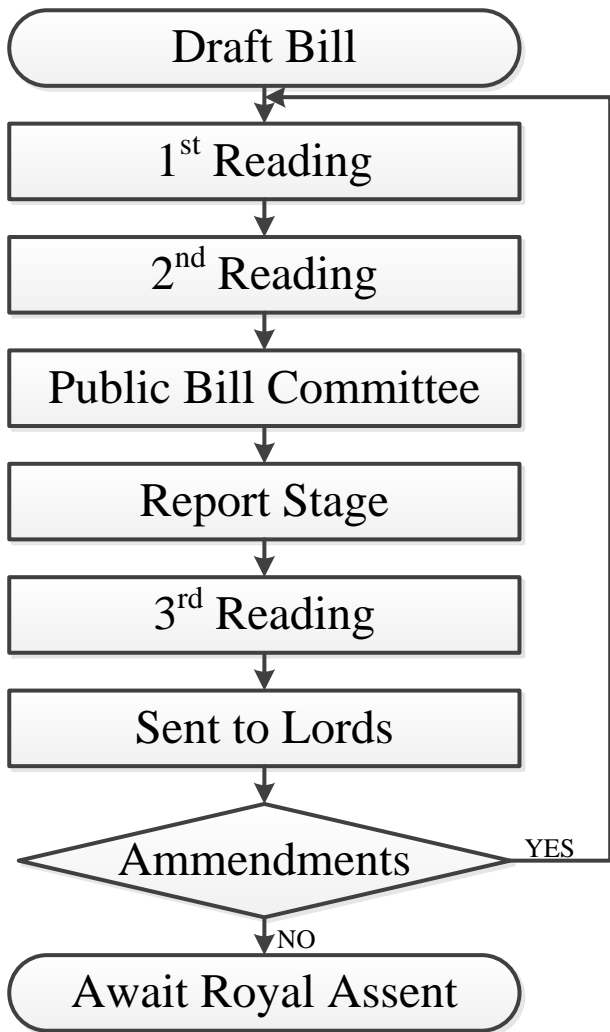 Draft Bill
1st Reading
2nd Reading
Public Bill Committee
Report Stage
3rd Reading
Sent to Lords
Ammendments
YES
NO
Await Royal Assent